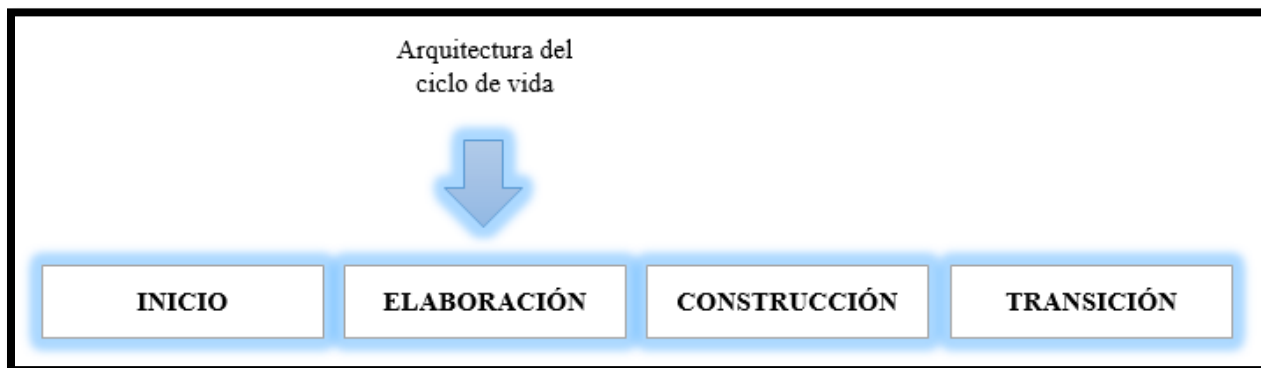 Arquitectura del
ciclo de vida
INICIO
ELABORACIÓN
CONSTRUCCIÓN
TRANSICIÓN